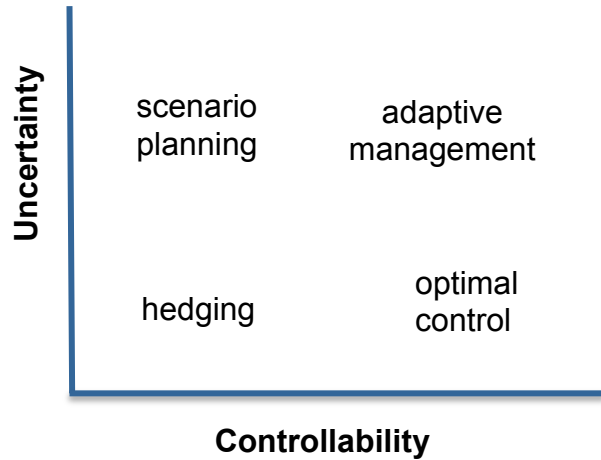 Uncertainty
scenario
planning
adaptive
management
hedging
optimal
control
Controllability